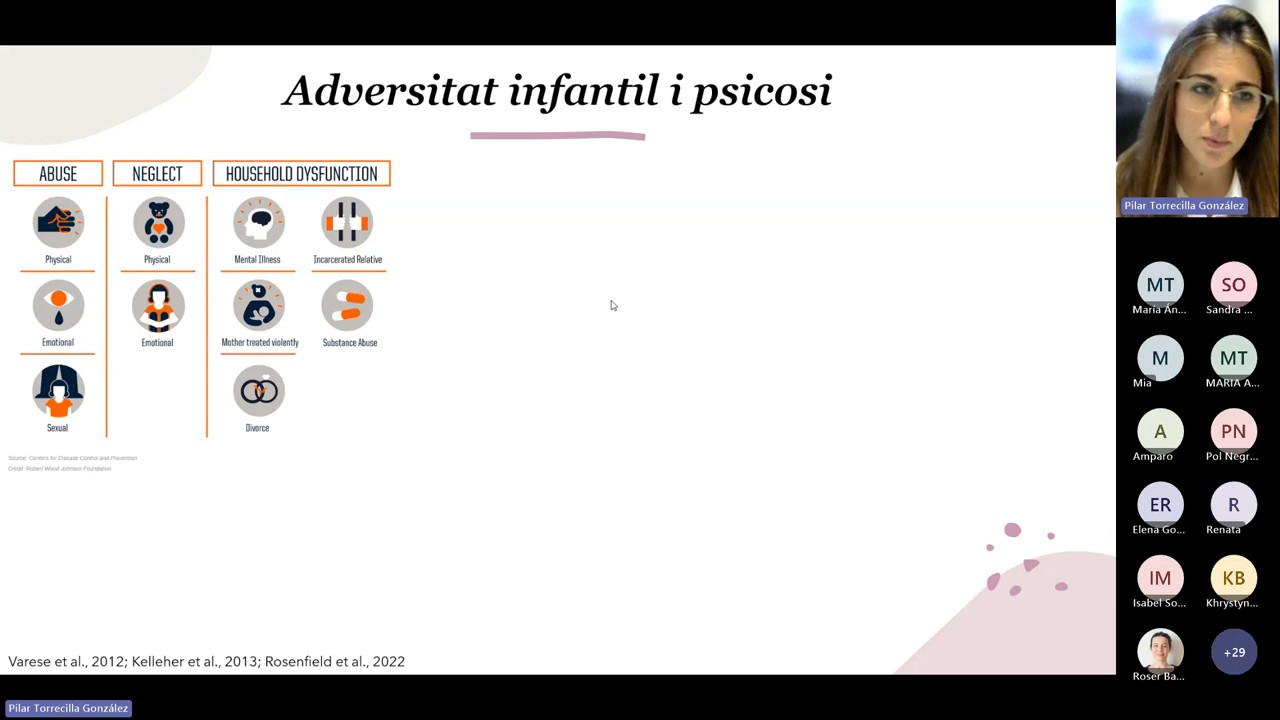 Adversitat infantil i psicosi
ABUSE
NEGLECT
HOUSEHOLD DYSFUNCTION
Physical
Physical
Mental Illness
Incarcerated Relative
Emotional
Emotional
Mother treated violently
Substance Abuse
Sexual
Divorce
Source: Centers for Disease Control and Prevention
Credit: Robert Wood Johnson Foundation
Varese et al., 2012; Kelleher et al., 2013; Rosenfield et al., 2022
Pilar Torrecilla González
Pilar Torrecilla González
MT
Maria Án...
SO
Sandra ...
M
Mia
MT
MARIA A...
A
Amparo
PN
Pol Negr...
ER
Elena Go...
R
Renata
IM
Isabel So...
KB
Khrystyn...
Roser Ba...
+29